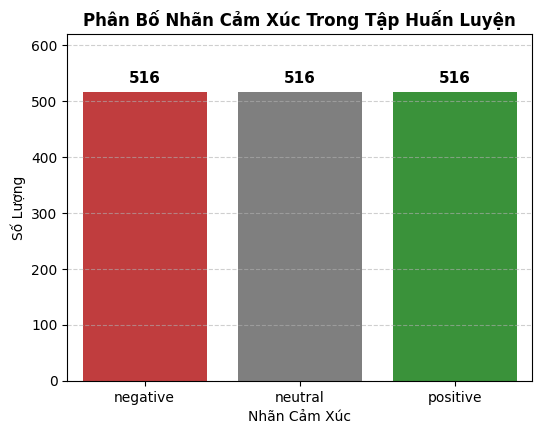 Phân Bố Nhãn Cảm Xúc Trong Tập Huấn Luyện
600
500
400
300
200
100
0
Số Lượng
516 516 516
negative neutral positive
Nhãn Cảm Xúc